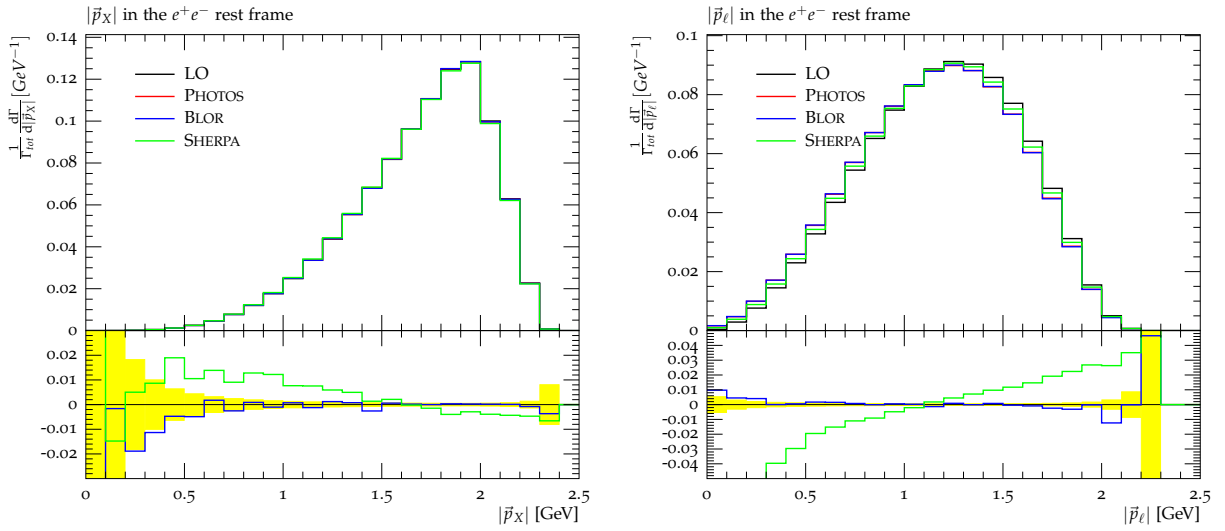 |p⃗_X| in the e⁺e⁻ rest frame
1/Γ_tot dΓ/d|p⃗_X| [GeV⁻¹]
0.14
0.12
0.1
0.08
0.06
0.04
0.02
0
LO
PHOTOS
BLOR
SHERPA
0.02
0.01
0
-0.01
-0.02
0 0.5 1 1.5 2 2.5
|p⃗_X| [GeV]
|p⃗_ℓ| in the e⁺e⁻ rest frame
1/Γ_tot dΓ/d|p⃗_ℓ| [GeV⁻¹]
0.1
0.08
0.06
0.04
0.02
0
LO
PHOTOS
BLOR
SHERPA
0.04
0.03
0.02
0.01
0
-0.01
-0.02
-0.03
-0.04
0 0.5 1 1.5 2 2.5
|p⃗_ℓ| [GeV]